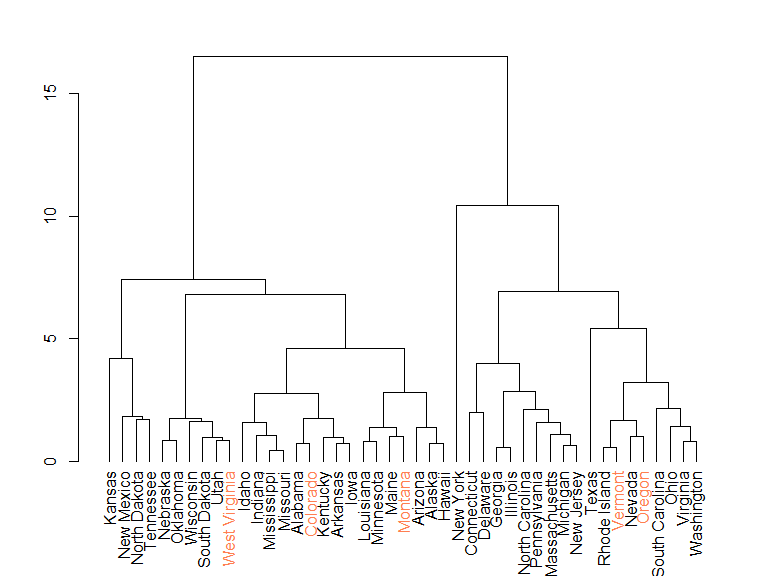 15
10
5
0
Kansas
New Mexico
North Dakota
Tennessee
Nebraska
Oklahoma
Wisconsin
South Dakota
Utah
West Virginia
Idaho
Indiana
Mississippi
Missouri
Alabama
Colorado
Kentucky
Arkansas
Iowa
Louisiana
Minnesota
Maine
Montana
Arizona
Alaska
Hawaii
New York
Connecticut
Delaware
Georgia
Illinois
North Carolina
Pennsylvania
Massachusetts
Michigan
New Jersey
Texas
Rhode Island
Vermont
Nevada
Oregon
South Carolina
Ohio
Virginia
Washington